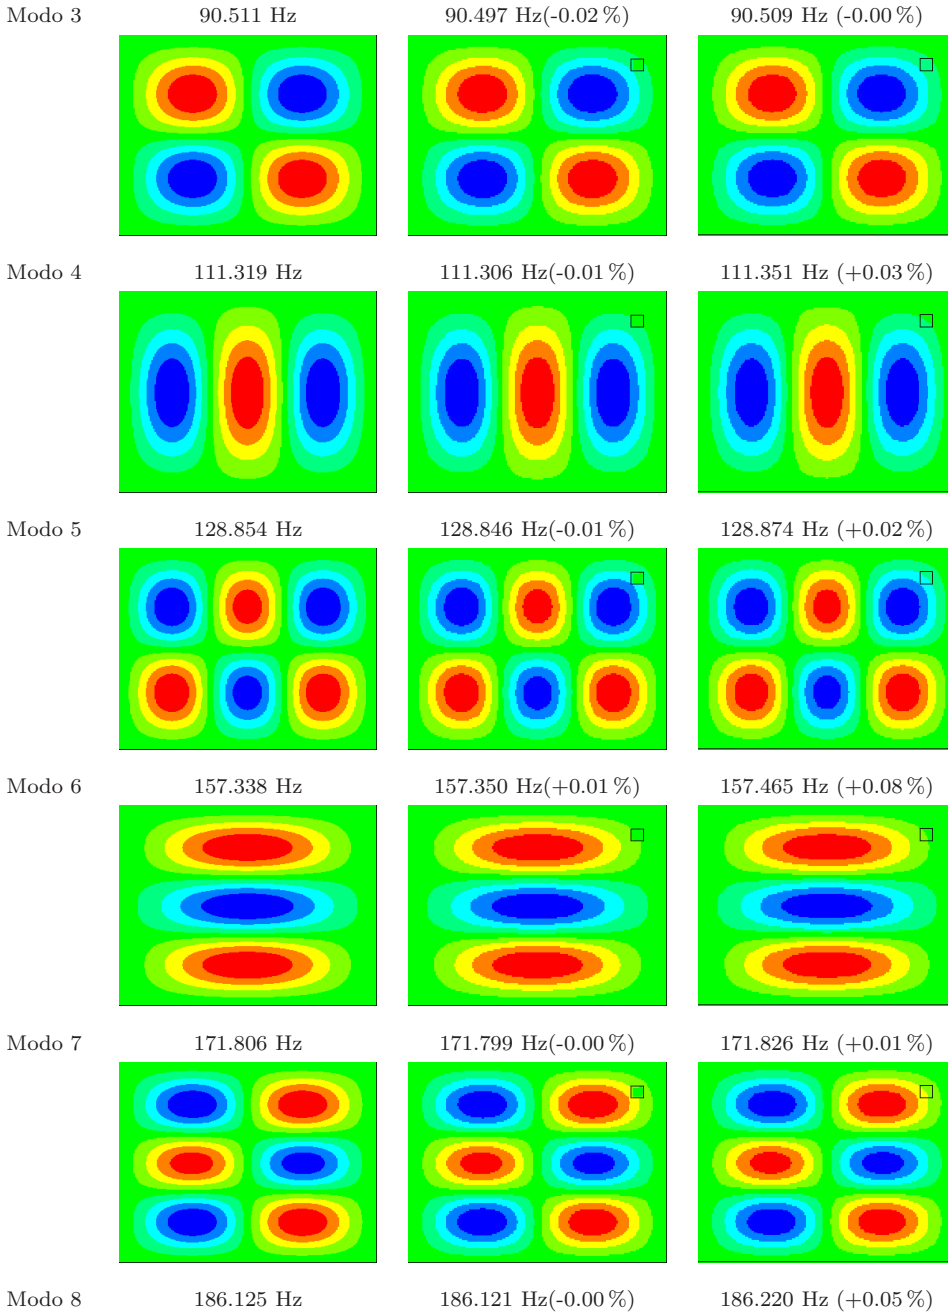 Modo 3 90.511 Hz 90.497 Hz(-0.02 %) 90.509 Hz (-0.00 %)
Modo 4 111.319 Hz 111.306 Hz(-0.01 %) 111.351 Hz (+0.03 %)
Modo 5 128.854 Hz 128.846 Hz(-0.01 %) 128.874 Hz (+0.02 %)
Modo 6 157.338 Hz 157.350 Hz(+0.01 %) 157.465 Hz (+0.08 %)
Modo 7 171.806 Hz 171.799 Hz(-0.00 %) 171.826 Hz (+0.01 %)
Modo 8 186.125 Hz 186.121 Hz(-0.00 %) 186.220 Hz (+0.05 %)